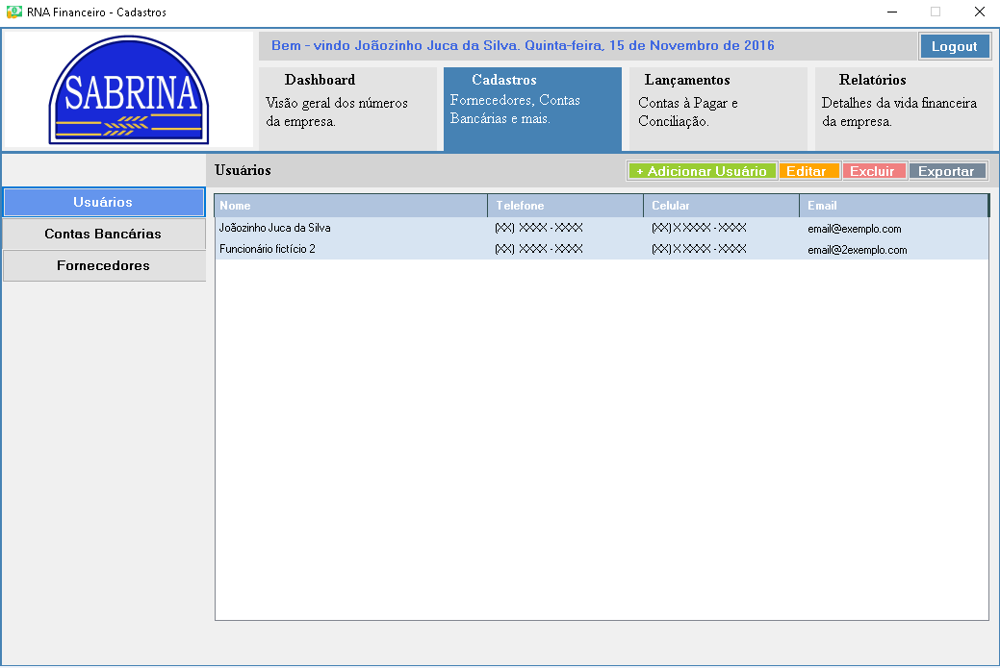 RNA Financeiro - Cadastros
SABRINA
Bem - vindo Joãozinho Juca da Silva. Quinta-feira, 15 de Novembro de 2016
Logout
Dashboard
Visão geral dos números
da empresa.
Cadastros
Fornecedores, Contas
Bancárias e mais.
Lançamentos
Contas à Pagar e
Conciliação.
Relatórios
Detalhes da vida financeira
da empresa.
Usuários
Contas Bancárias
Fornecedores
Usuários
+ Adicionar Usuário Editar Excluir Exportar
Nome Telefone Celular Email
Joãozinho Juca da Silva (XX) XXXX - XXXX (XX) X XXXX - XXXX email@exemplo.com
Funcionário fictício 2 (XX) XXXX - XXXX (XX) X XXXX - XXXX email@2exemplo.com